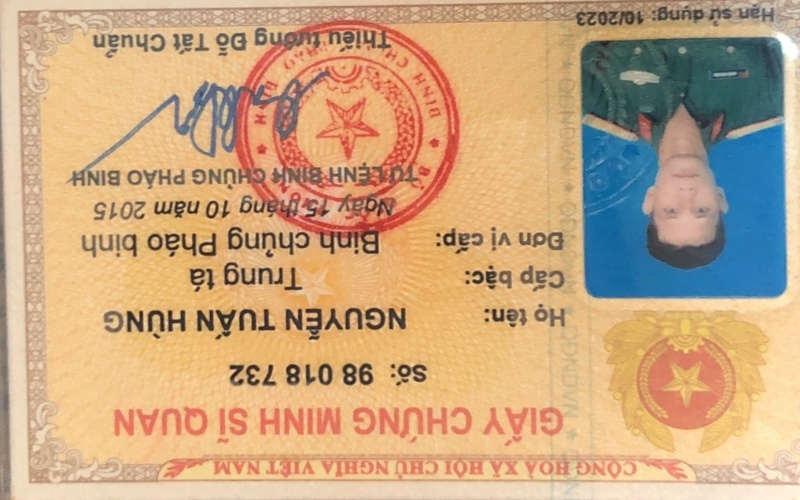 CỘNG HOÀ XÃ HỘI CHỦ NGHĨA VIỆT NAM
GIẤY CHỨNG MINH SĨ QUAN
Số: 98 018 732
Họ tên: NGUYỄN TUẤN HÙNG
Cấp bậc: Trung tá
Đơn vị cấp: Binh chủng Pháo binh
Ngày 15 tháng 10 năm 2015
TƯ LỆNH BINH CHỦNG PHÁO BINH
Thiếu tướng Đỗ Tất Chuẩn
Hạn sử dụng: 10/2023